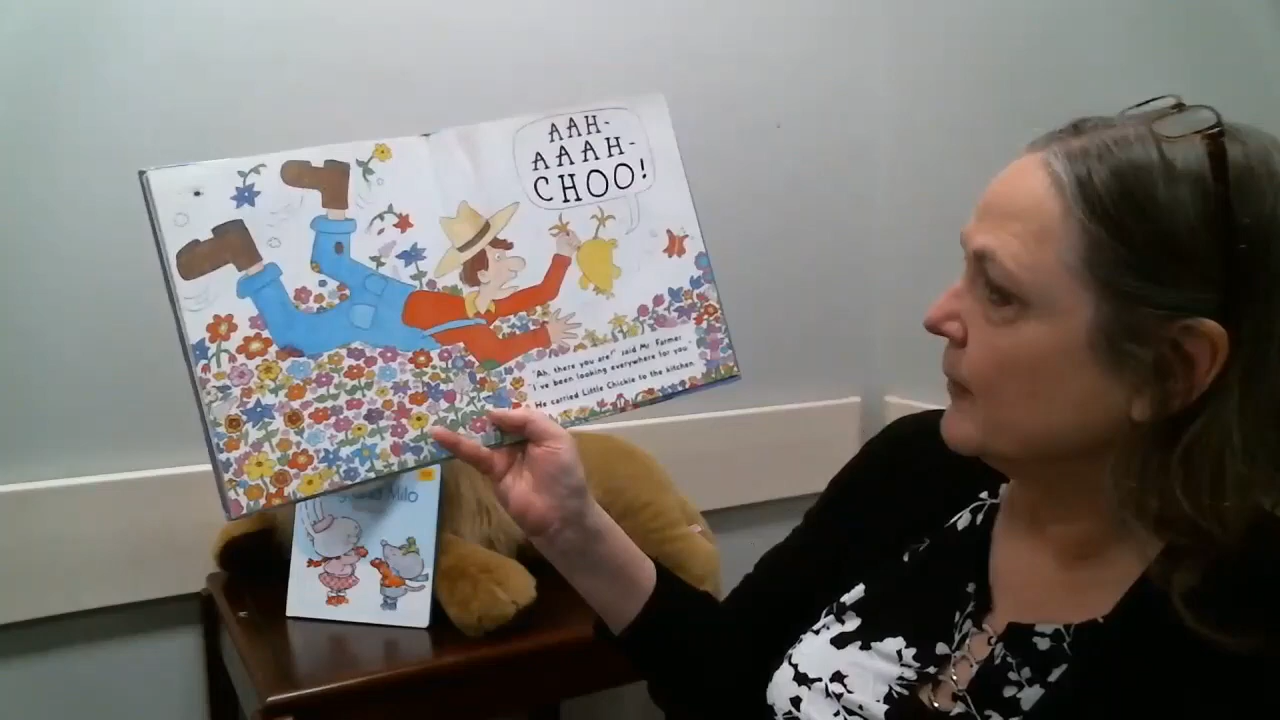 AAH-
AAAH-
CHOO!
"Ah, there you are!" said Mr. Farmer.
"I've been looking everywhere for you."
He carried Little Chickie to the kitchen.
Milo